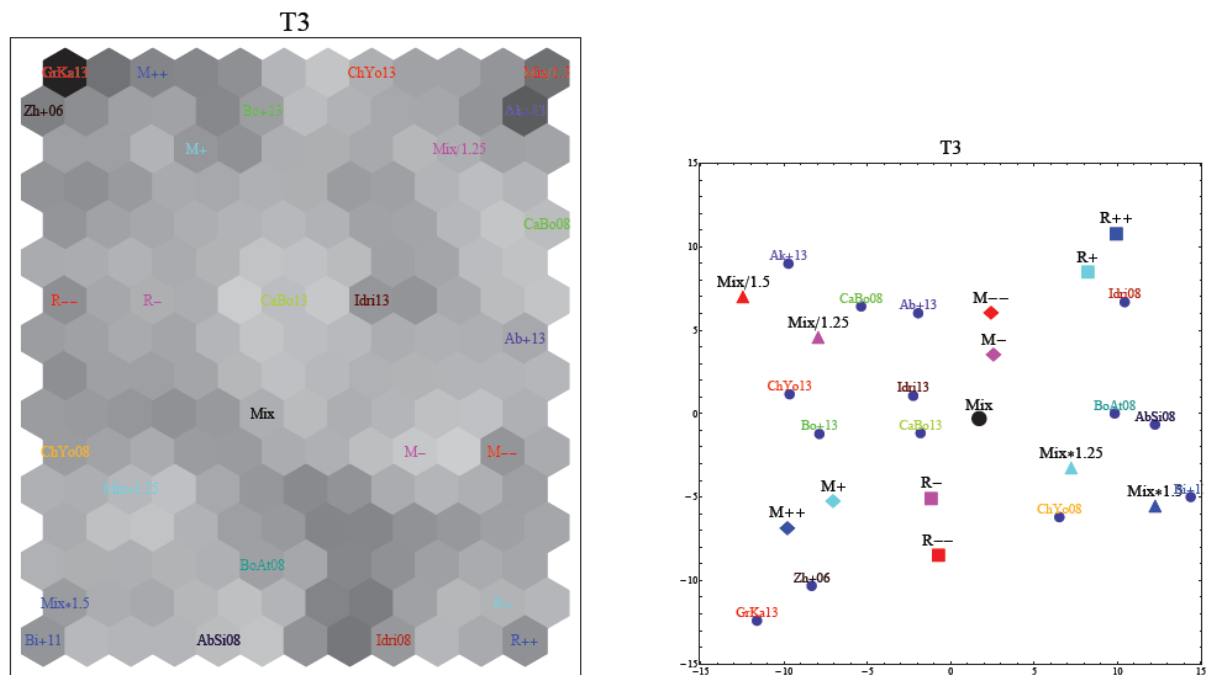 T3
GrKa13 M++ ChYo13 Mix/1.5
Zh+06 Bo+13 Ak+13
M+ Mix/1.25
CaBo08
R−− R− CaBo13 Idri13
Ab+13
Mix
ChYo08 M− M−−
Mix*1.25
BoAt08
Mix*1.5 R+
Bi+11 AbSi08 Idri08 R++
T3
15
10
5
0
−5
−10
−15
R++
R+
Ak+13
Mix/1.5 Idri08
CaBo08 Ab+13 M−−
Mix/1.25
M−
ChYo13 Idri13
Mix BoAt08
Bo+13 CaBo13 AbSi08
Mix*1.25
M+ R− Mix*1.5
M++ ChYo08
R−−
Zh+06
GrKa13
−15 −10 −5 0 5 10 15